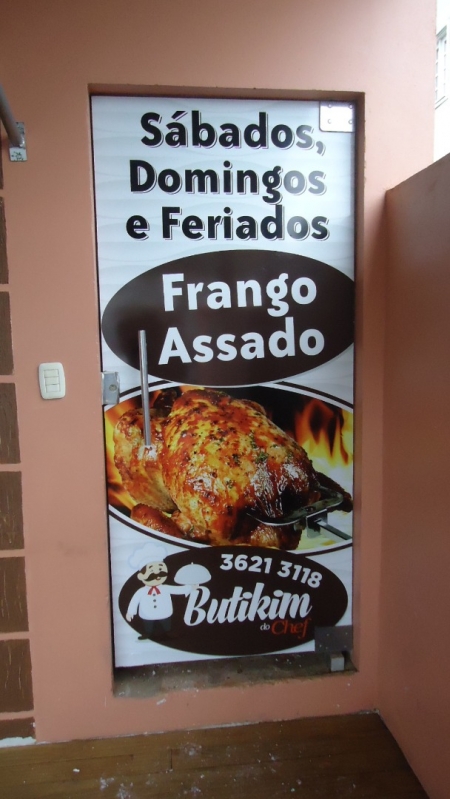 Sábados,
Domingos
e Feriados
Frango
Assado
3621 3118
Butikim
do Chef